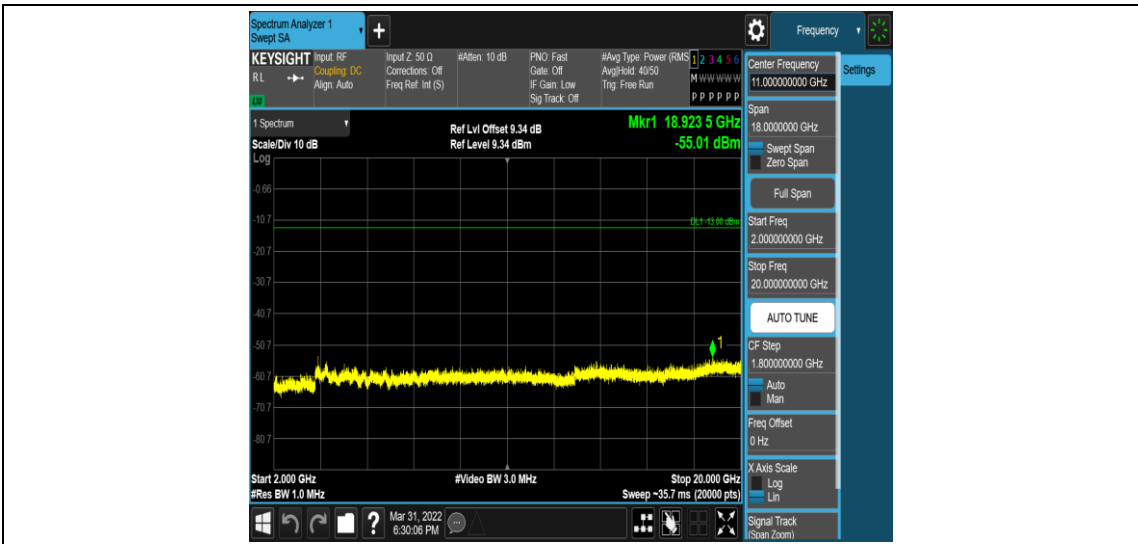 Spectrum Analyzer 1
Swept SA
+
Frequency
KEYSIGHT
RL
LXI
Input: RF
Coupling: DC
Align: Auto
Input Z: 50 Ω
Corrections: Off
Freq Ref: Int (S)
#Atten: 10 dB
PNO: Fast
Gate: Off
IF Gain: Low
Sig Track: Off
#Avg Type: Power (RMS
Avg|Hold: 40/50
Trig: Free Run
1 2 3 4 5 6
M W W W W W
P P P P P P
Settings
1 Spectrum
Scale/Div 10 dB
Log
Ref Lvl Offset 9.34 dB
Ref Level 9.34 dBm
Mkr1 18.923 5 GHz
-55.01 dBm
-0.66
-10.7
DL1 -13.00 dBm
-20.7
-30.7
-40.7
-50.7
1
-60.7
-70.7
-80.7
Start 2.000 GHz
#Res BW 1.0 MHz
#Video BW 3.0 MHz
Stop 20.000 GHz
Sweep ~35.7 ms (20000 pts)
Center Frequency
11.000000000 GHz
Span
18.0000000 GHz
Swept Span
Zero Span
Full Span
Start Freq
2.000000000 GHz
Stop Freq
20.000000000 GHz
AUTO TUNE
CF Step
1.800000000 GHz
Auto
Man
Freq Offset
0 Hz
X Axis Scale
Log
Lin
Signal Track
(Span Zoom)
?
Mar 31, 2022
6:30:06 PM